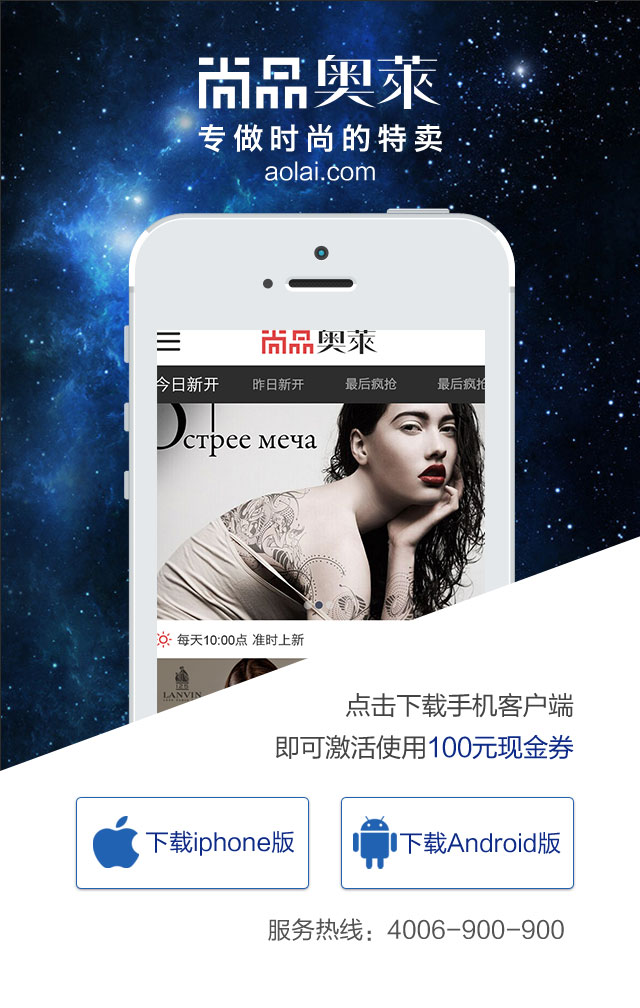 尚品奥莱
专做时尚的特卖
aolai.com
尚品奥莱
今日新开 昨日新开 最后疯抢 最后疯抢
Острее меча
每天10:00点 准时上新
LANVIN
点击下载手机客户端
即可激活使用100元现金券
下载iphone版 下载Android版
服务热线：4006-900-900